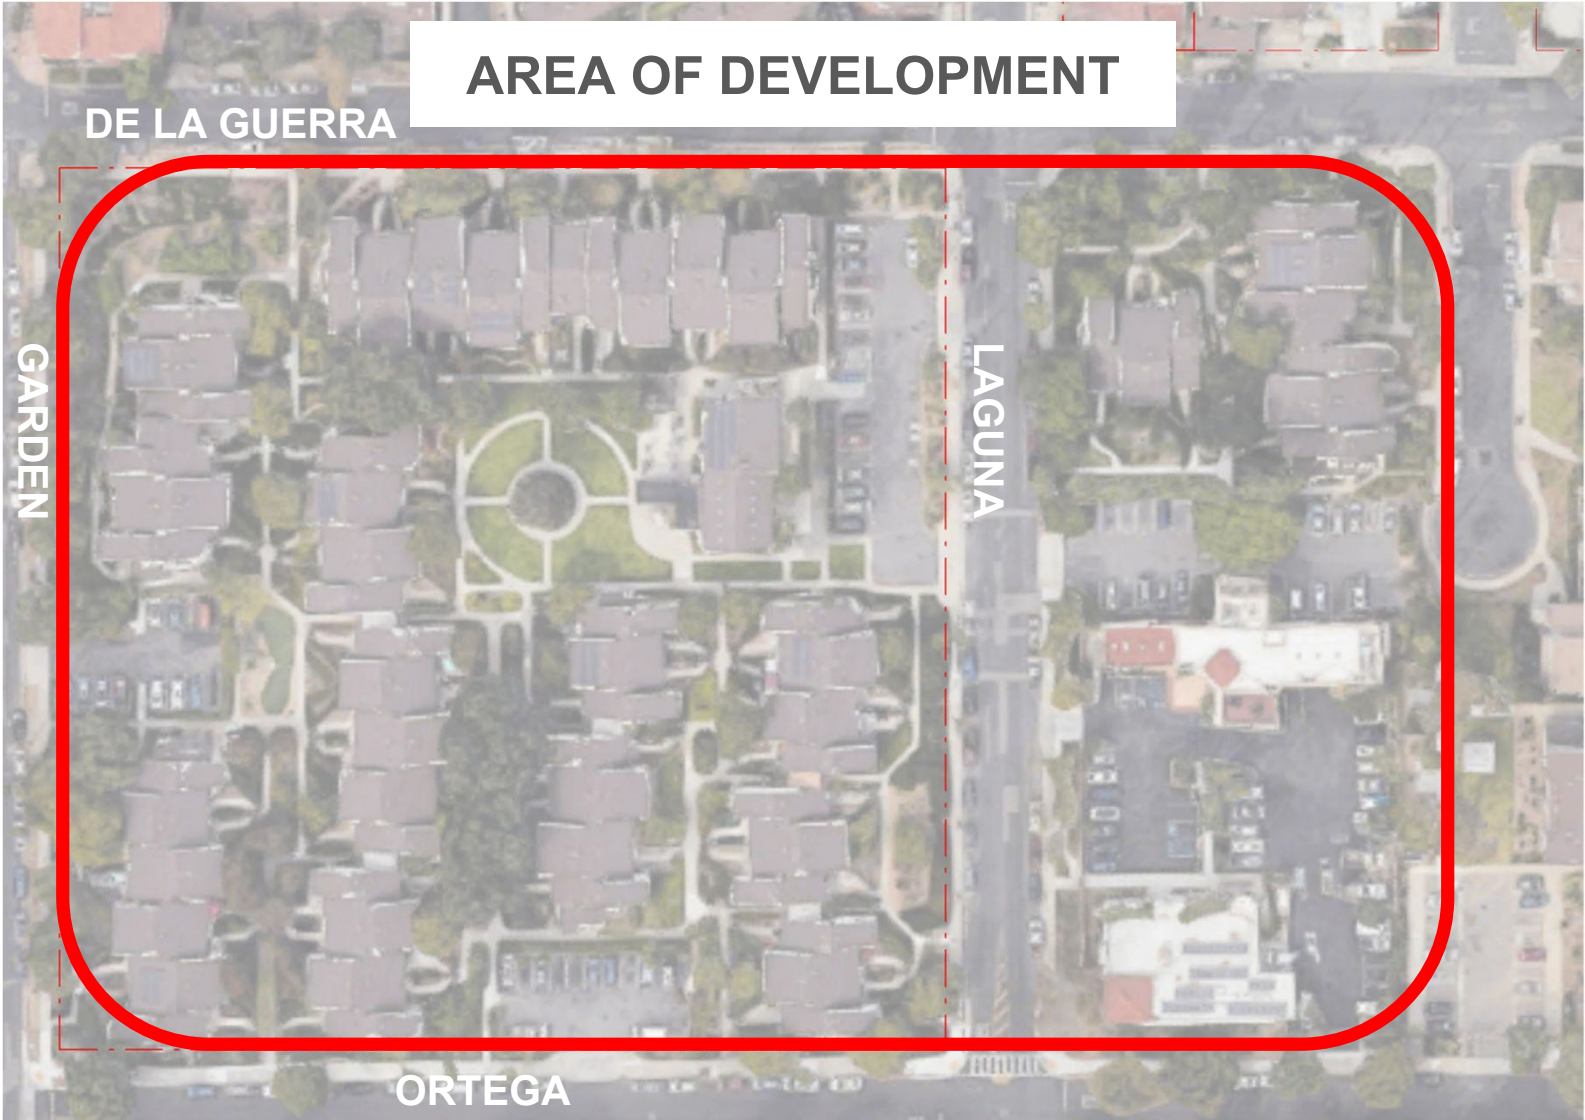 AREA OF DEVELOPMENT
DE LA GUERRA
GARDEN
LAGUNA
ORTEGA